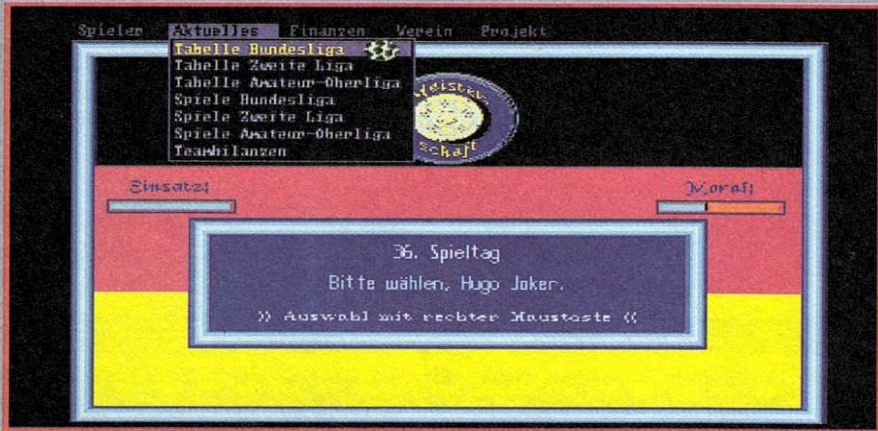 Spieler Aktuelles Finanzen Verein Projekt
Tabelle Bundesliga
Tabelle Zweite Liga
Tabelle Amateur-Oberliga
Spiele Bundesliga
Spiele Zweite Liga
Spiele Amateur-Oberliga
Teambilanzen
Meister-
schaft
Einsatz:
Moral:
36. Spieltag
Bitte wählen, Hugo Joker.
>> Auswahl mit rechter Maustaste <<